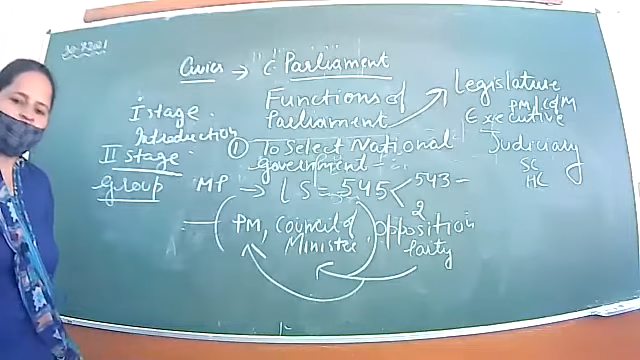 Civics → c Parliament
Functions of
Parliament
Legislature
PM/COM
Executive
Judiciary
SC
HC
I stage.
Introduction
II stage.
Group
① To Select National
Government :-
MP → LS = 545 < 543 -
2
(PM, Council of
Ministre)
Opposition
Party